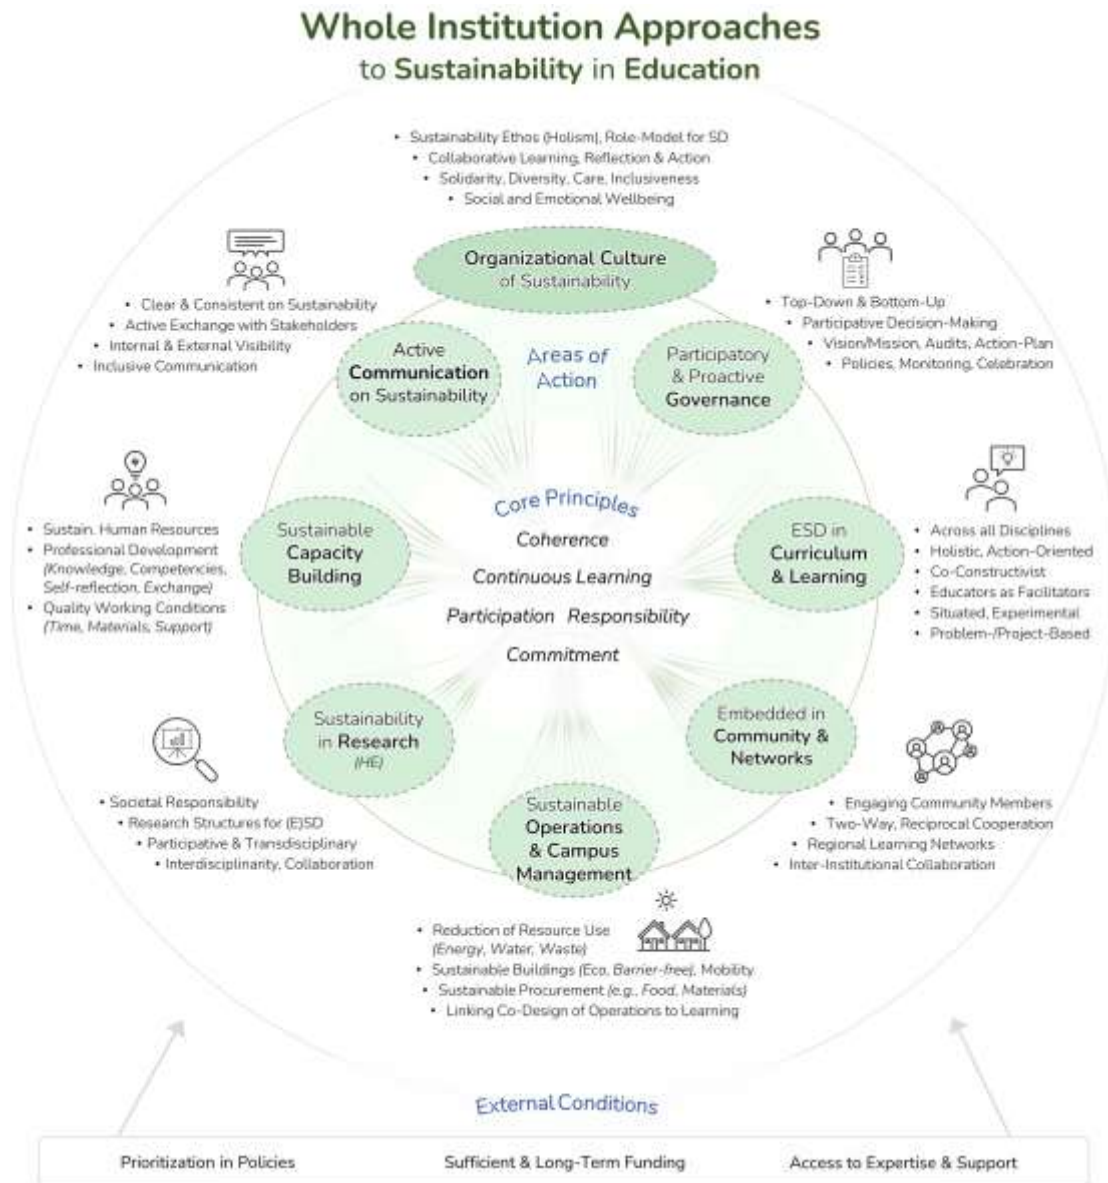 Whole Institution Approaches
to Sustainability in Education
• Sustainability Ethos (Holism), Role-Model for SD
• Collaborative Learning, Reflection & Action
• Solidarity, Diversity, Care, Inclusiveness
• Social and Emotional Wellbeing
Organizational Culture
of Sustainability
• Clear & Consistent on Sustainability
• Active Exchange with Stakeholders
• Internal & External Visibility
• Inclusive Communication
Active
Communication
on Sustainability
Areas of
Action
Participatory
& Proactive
Governance
• Top-Down & Bottom-Up
• Participative Decision-Making
• Vision/Mission, Audits, Action-Plan
• Policies, Monitoring, Celebration
• Sustain. Human Resources
• Professional Development
(Knowledge, Competencies,
Self-reflection, Exchange)
• Quality Working Conditions
(Time, Materials, Support)
Sustainable
Capacity
Building
Core Principles
Coherence
Continuous Learning
Participation Responsibility
Commitment
ESD in
Curriculum
& Learning
• Across all Disciplines
• Holistic, Action-Oriented
• Co-Constructivist
• Educators as Facilitators
• Situated, Experimental
• Problem-/Project-Based
Sustainability
in Research
(HE)
• Societal Responsibility
• Research Structures for (E)SD
• Participative & Transdisciplinary
• Interdisciplinarity, Collaboration
Embedded in
Community &
Networks
• Engaging Community Members
• Two-Way, Reciprocal Cooperation
• Regional Learning Networks
• Inter-Institutional Collaboration
Sustainable
Operations
& Campus
Management
• Reduction of Resource Use
(Energy, Water, Waste)
• Sustainable Buildings (Eco, Barrier-free), Mobility
• Sustainable Procurement (e.g., Food, Materials)
• Linking Co-Design of Operations to Learning
External Conditions
Prioritization in Policies
Sufficient & Long-Term Funding
Access to Expertise & Support